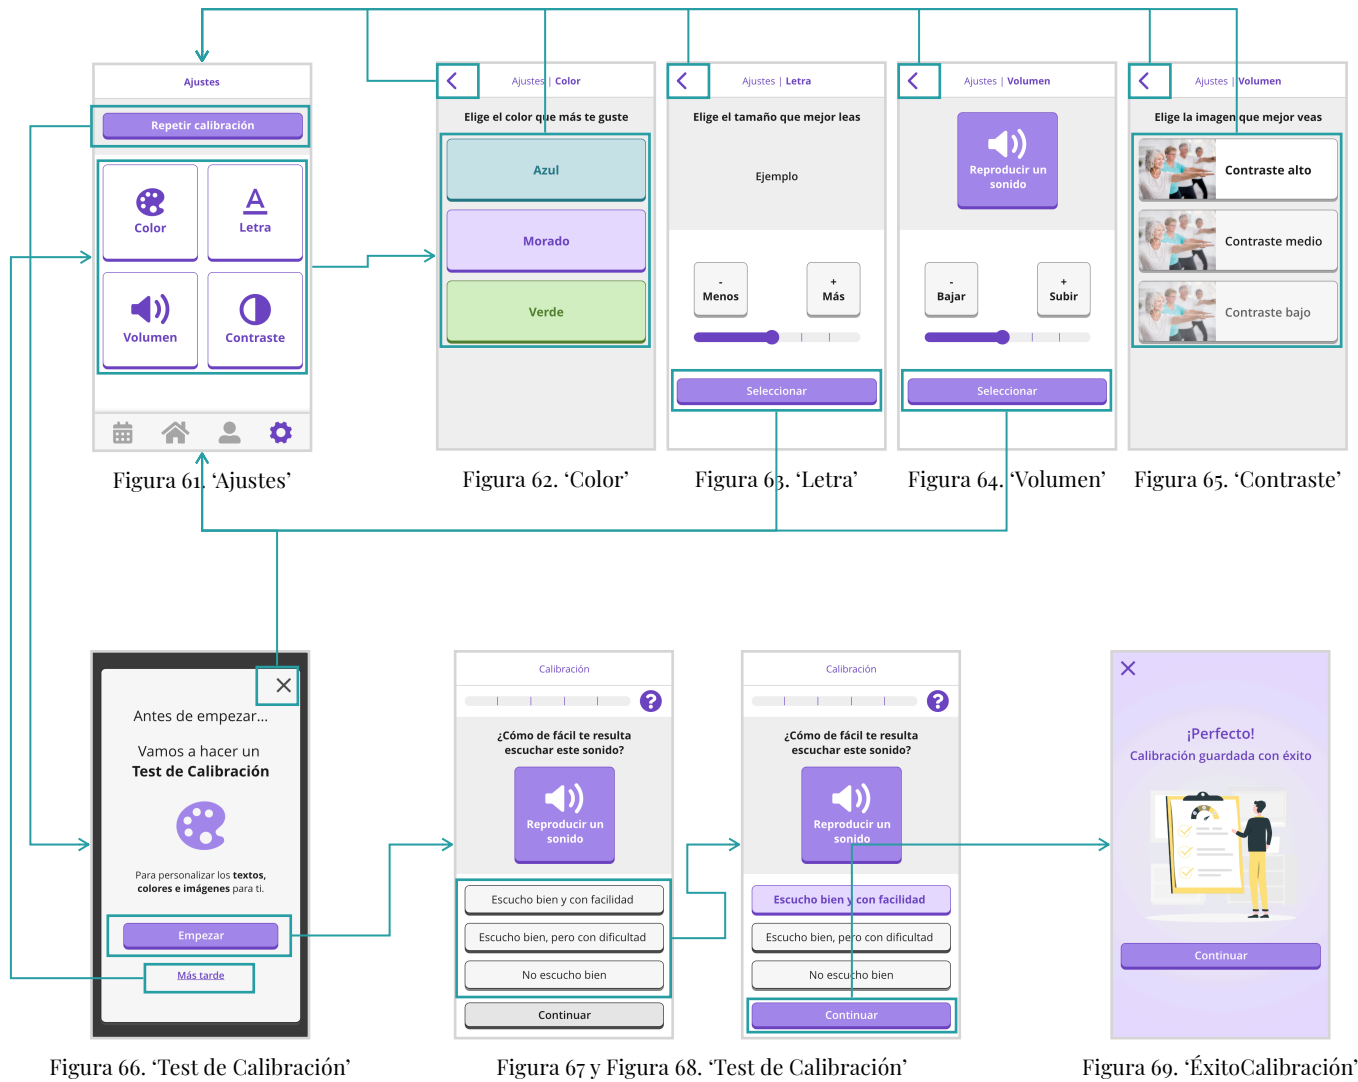 Ajustes
Repetir calibración
Color
Letra
Volumen
Contraste
Figura 61. ‘Ajustes’
Ajustes | Color
Elige el color que más te guste
Azul
Morado
Verde
Figura 62. ‘Color’
Ajustes | Letra
Elige el tamaño que mejor leas
Ejemplo
-
Menos
+
Más
Seleccionar
Figura 63. ‘Letra’
Ajustes | Volumen
Reproducir un
sonido
-
Bajar
+
Subir
Seleccionar
Figura 64. ‘Volumen’
Ajustes | Volumen
Elige la imagen que mejor veas
Contraste alto
Contraste medio
Contraste bajo
Figura 65. ‘Contraste’
Antes de empezar...
Vamos a hacer un
Test de Calibración
Para personalizar los textos,
colores e imágenes para ti.
Empezar
Más tarde
Figura 66. ‘Test de Calibración’
Calibración
?
¿Cómo de fácil te resulta
escuchar este sonido?
Reproducir un
sonido
Escucho bien y con facilidad
Escucho bien, pero con dificultad
No escucho bien
Continuar
Calibración
?
¿Cómo de fácil te resulta
escuchar este sonido?
Reproducir un
sonido
Escucho bien y con facilidad
Escucho bien, pero con dificultad
No escucho bien
Continuar
Figura 67 y Figura 68. ‘Test de Calibración’
¡Perfecto!
Calibración guardada con éxito
Continuar
Figura 69. ‘ÉxitoCalibración’